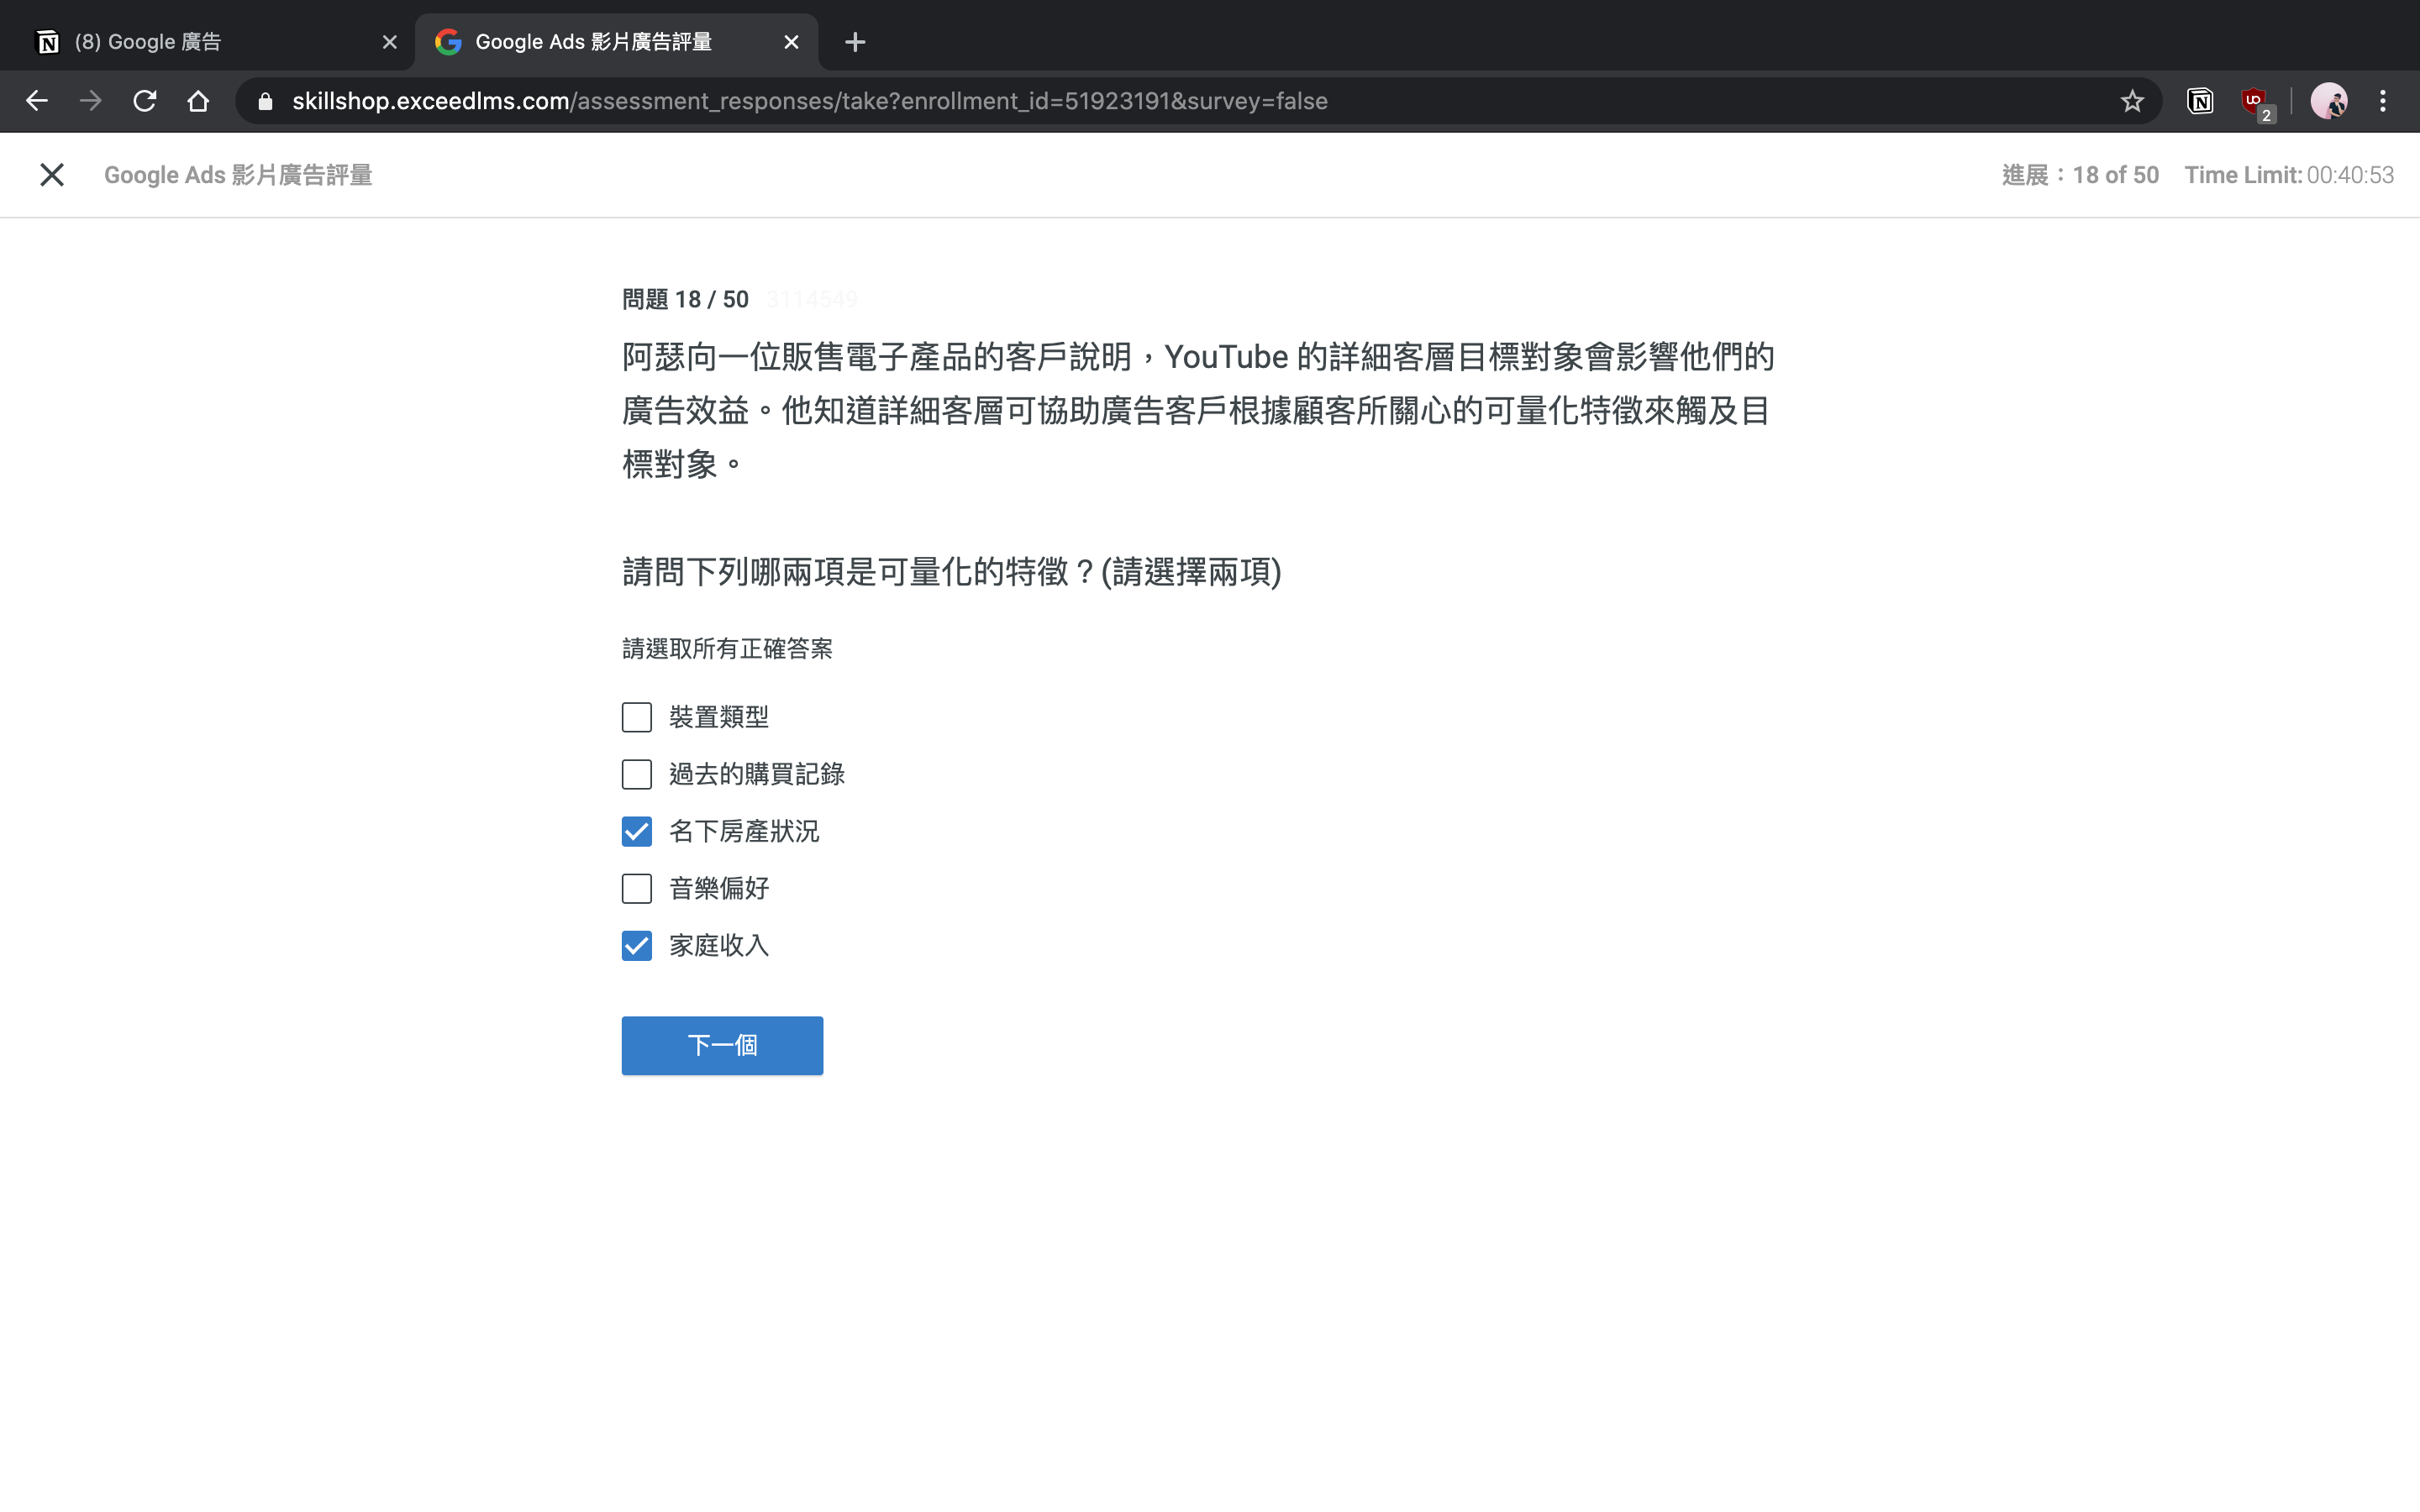 (8) Google 廣告
Google Ads 影片廣告評量
skillshop.exceedlms.com/assessment_responses/take?enrollment_id=51923191&survey=false
2
Google Ads 影片廣告評量
進展：18 of 50 Time Limit: 00:40:53
問題 18 / 50 3114549
阿瑟向一位販售電子產品的客戶說明，YouTube 的詳細客層目標對象會影響他們的
廣告效益。他知道詳細客層可協助廣告客戶根據顧客所關心的可量化特徵來觸及目
標對象。
請問下列哪兩項是可量化的特徵？(請選擇兩項)
請選取所有正確答案
裝置類型
過去的購買記錄
名下房產狀況
音樂偏好
家庭收入
下一個